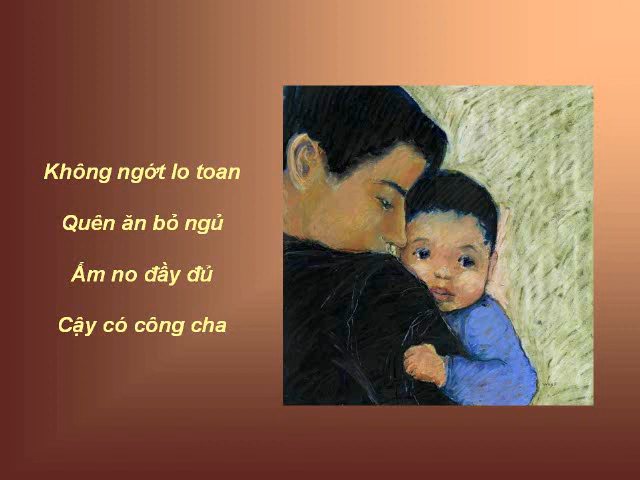 Không ngớt lo toan
Quên ăn bỏ ngủ
Ấm no đầy đủ
Cậy có công cha